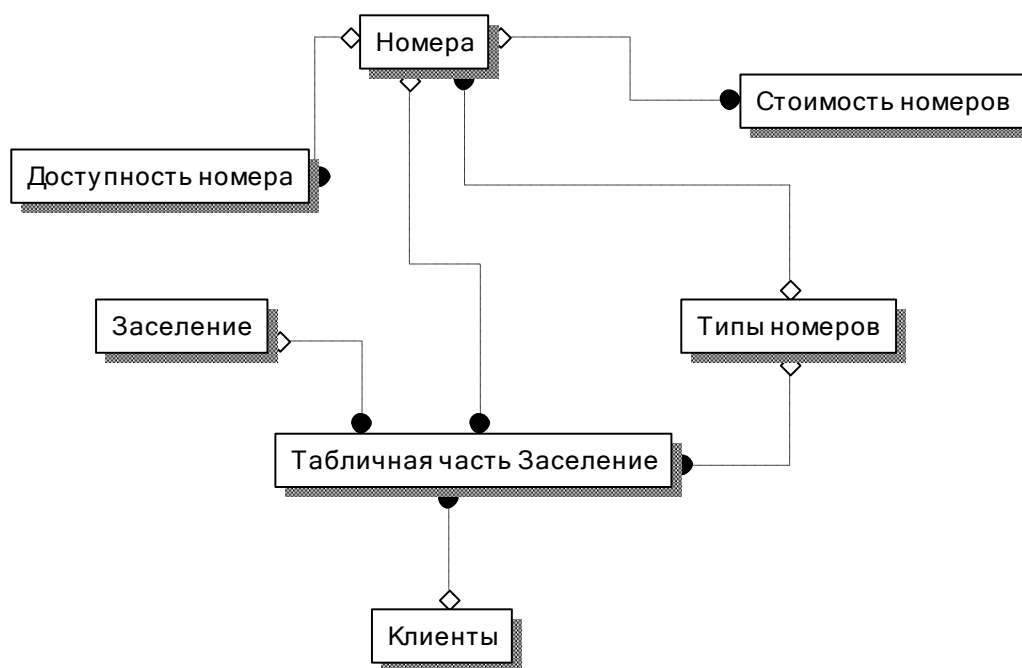 Номера
Стоимость номеров
Доступность номера
Заселение
Типы номеров
Табличная часть Заселение
Клиенты